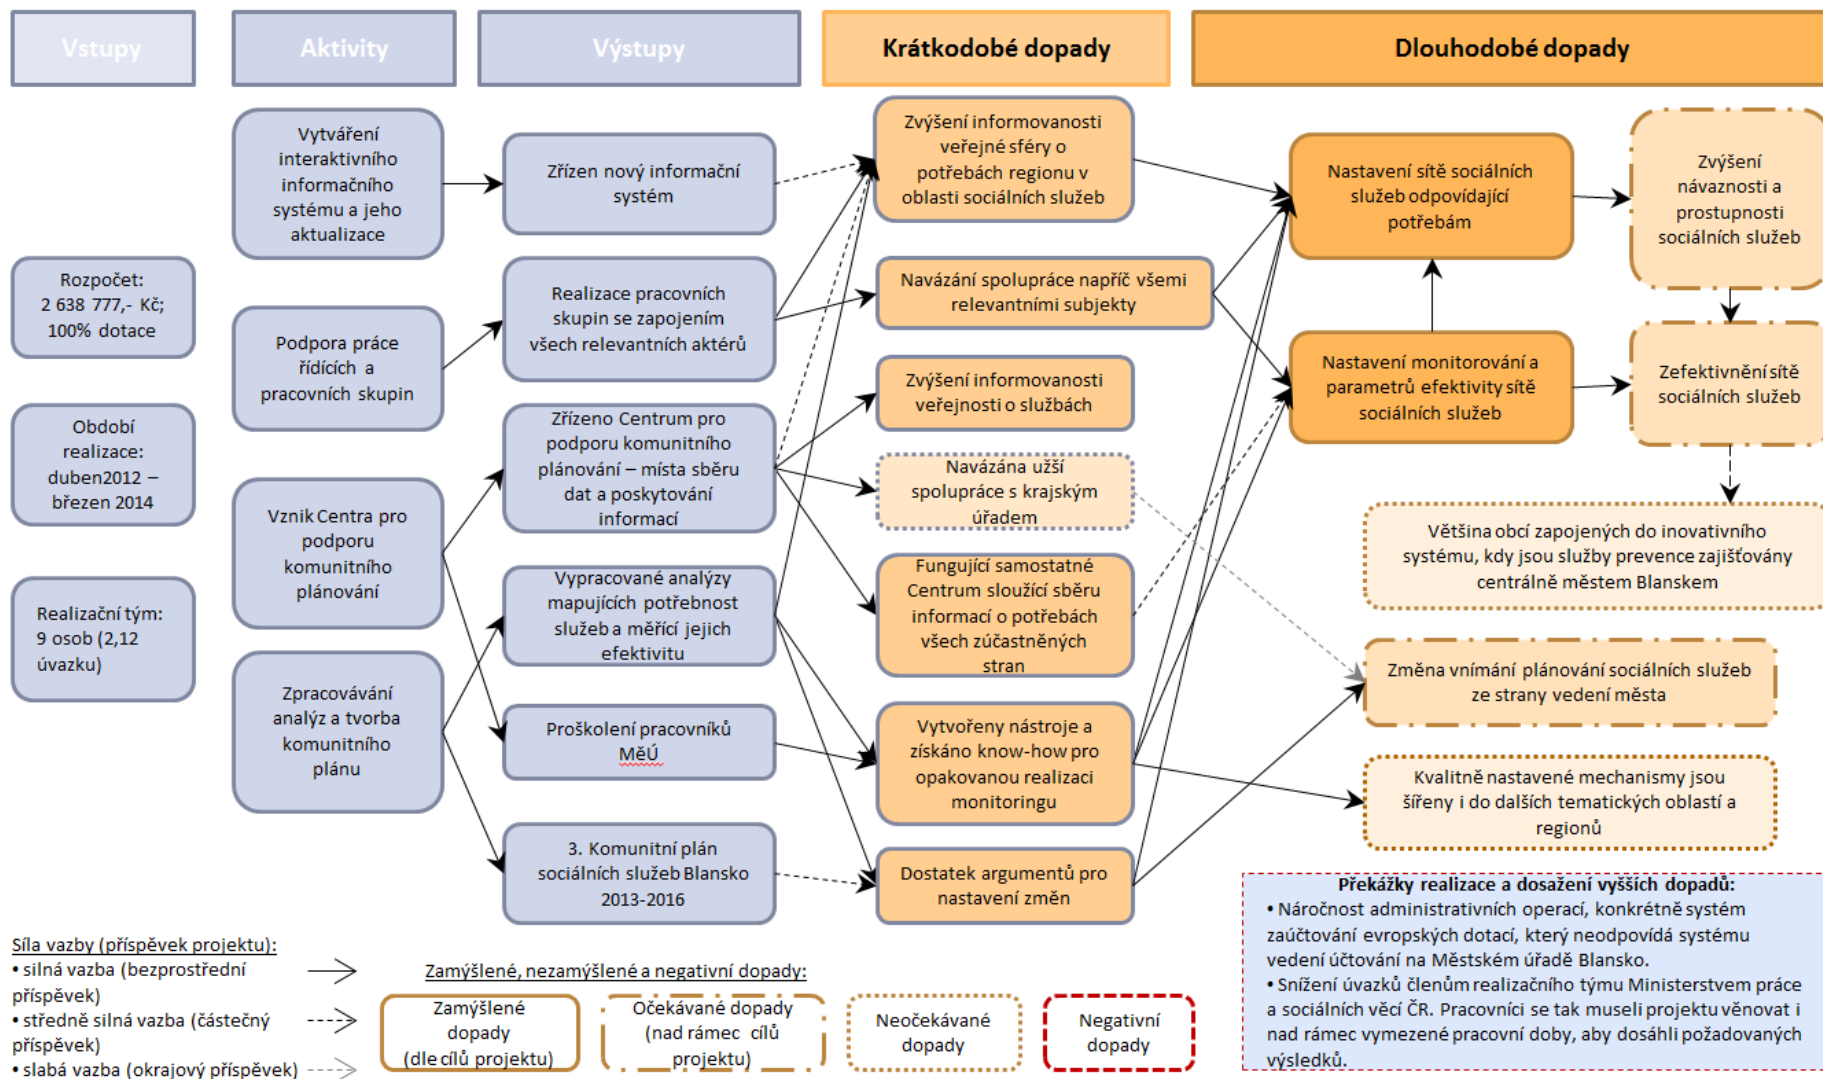 Vstupy
Aktivity
Výstupy
Krátkodobé dopady
Dlouhodobé dopady
Rozpočet:
2 638 777,- Kč;
100% dotace
Období
realizace:
duben2012 –
březen 2014
Realizační tým:
9 osob (2,12
úvazku)
Vytváření
interaktivního
informačního
systému a jeho
aktualizace
Podpora práce
řídících a
pracovních skupin
Vznik Centra pro
podporu
komunitního
plánování
Zpracovávání
analýz a tvorba
komunitního
plánu
Zřízen nový informační
systém
Realizace pracovních
skupin se zapojením
všech relevantních aktérů
Zřízeno Centrum pro
podporu komunitního
plánování – místa sběru
dat a poskytování
informací
Vypracované analýzy
mapujících potřebnost
služeb a měřící jejich
efektivitu
Proškolení pracovníků
MěÚ
3. Komunitní plán
sociálních služeb Blansko
2013-2016
Zvýšení informovanosti
veřejné sféry o
potřebách regionu v
oblasti sociálních služeb
Navázání spolupráce napříč všemi
relevantními subjekty
Zvýšení informovanosti
veřejnosti o službách
Navázána užší
spolupráce s krajským
úřadem
Fungující samostatné
Centrum sloužící sběru
informací o potřebách
všech zúčastněných
stran
Vytvořeny nástroje a
získáno know-how pro
opakovanou realizaci
monitoringu
Dostatek argumentů pro
nastavení změn
Nastavení sítě sociálních
služeb odpovídající
potřebám
Nastavení monitorování a
parametrů efektivity sítě
sociálních služeb
Zvýšení
návaznosti a
prostupnosti
sociálních služeb
Zefektivnění sítě
sociálních služeb
Většina obcí zapojených do inovativního
systému, kdy jsou služby prevence zajišťovány
centrálně městem Blanskem
Změna vnímání plánování sociálních služeb
ze strany vedení města
Kvalitně nastavené mechanismy jsou
šířeny i do dalších tematických oblastí a
regionů
Překážky realizace a dosažení vyšších dopadů:
• Náročnost administrativních operací, konkrétně systém
zaúčtování evropských dotací, který neodpovídá systému
vedení účtování na Městském úřadě Blansko.
• Snížení úvazků členům realizačního týmu Ministerstvem práce
a sociálních věcí ČR. Pracovníci se tak museli projektu věnovat i
nad rámec vymezené pracovní doby, aby dosáhli požadovaných
výsledků.
Síla vazby (příspěvek projektu):
• silná vazba (bezprostřední
příspěvek)
• středně silná vazba (částečný
příspěvek)
• slabá vazba (okrajový příspěvek)
Zamýšlené, nezamýšlené a negativní dopady:
Zamýšlené
dopady
(dle cílů projektu)
Očekávané dopady
(nad rámec cílů
projektu)
Neočekávané
dopady
Negativní
dopady